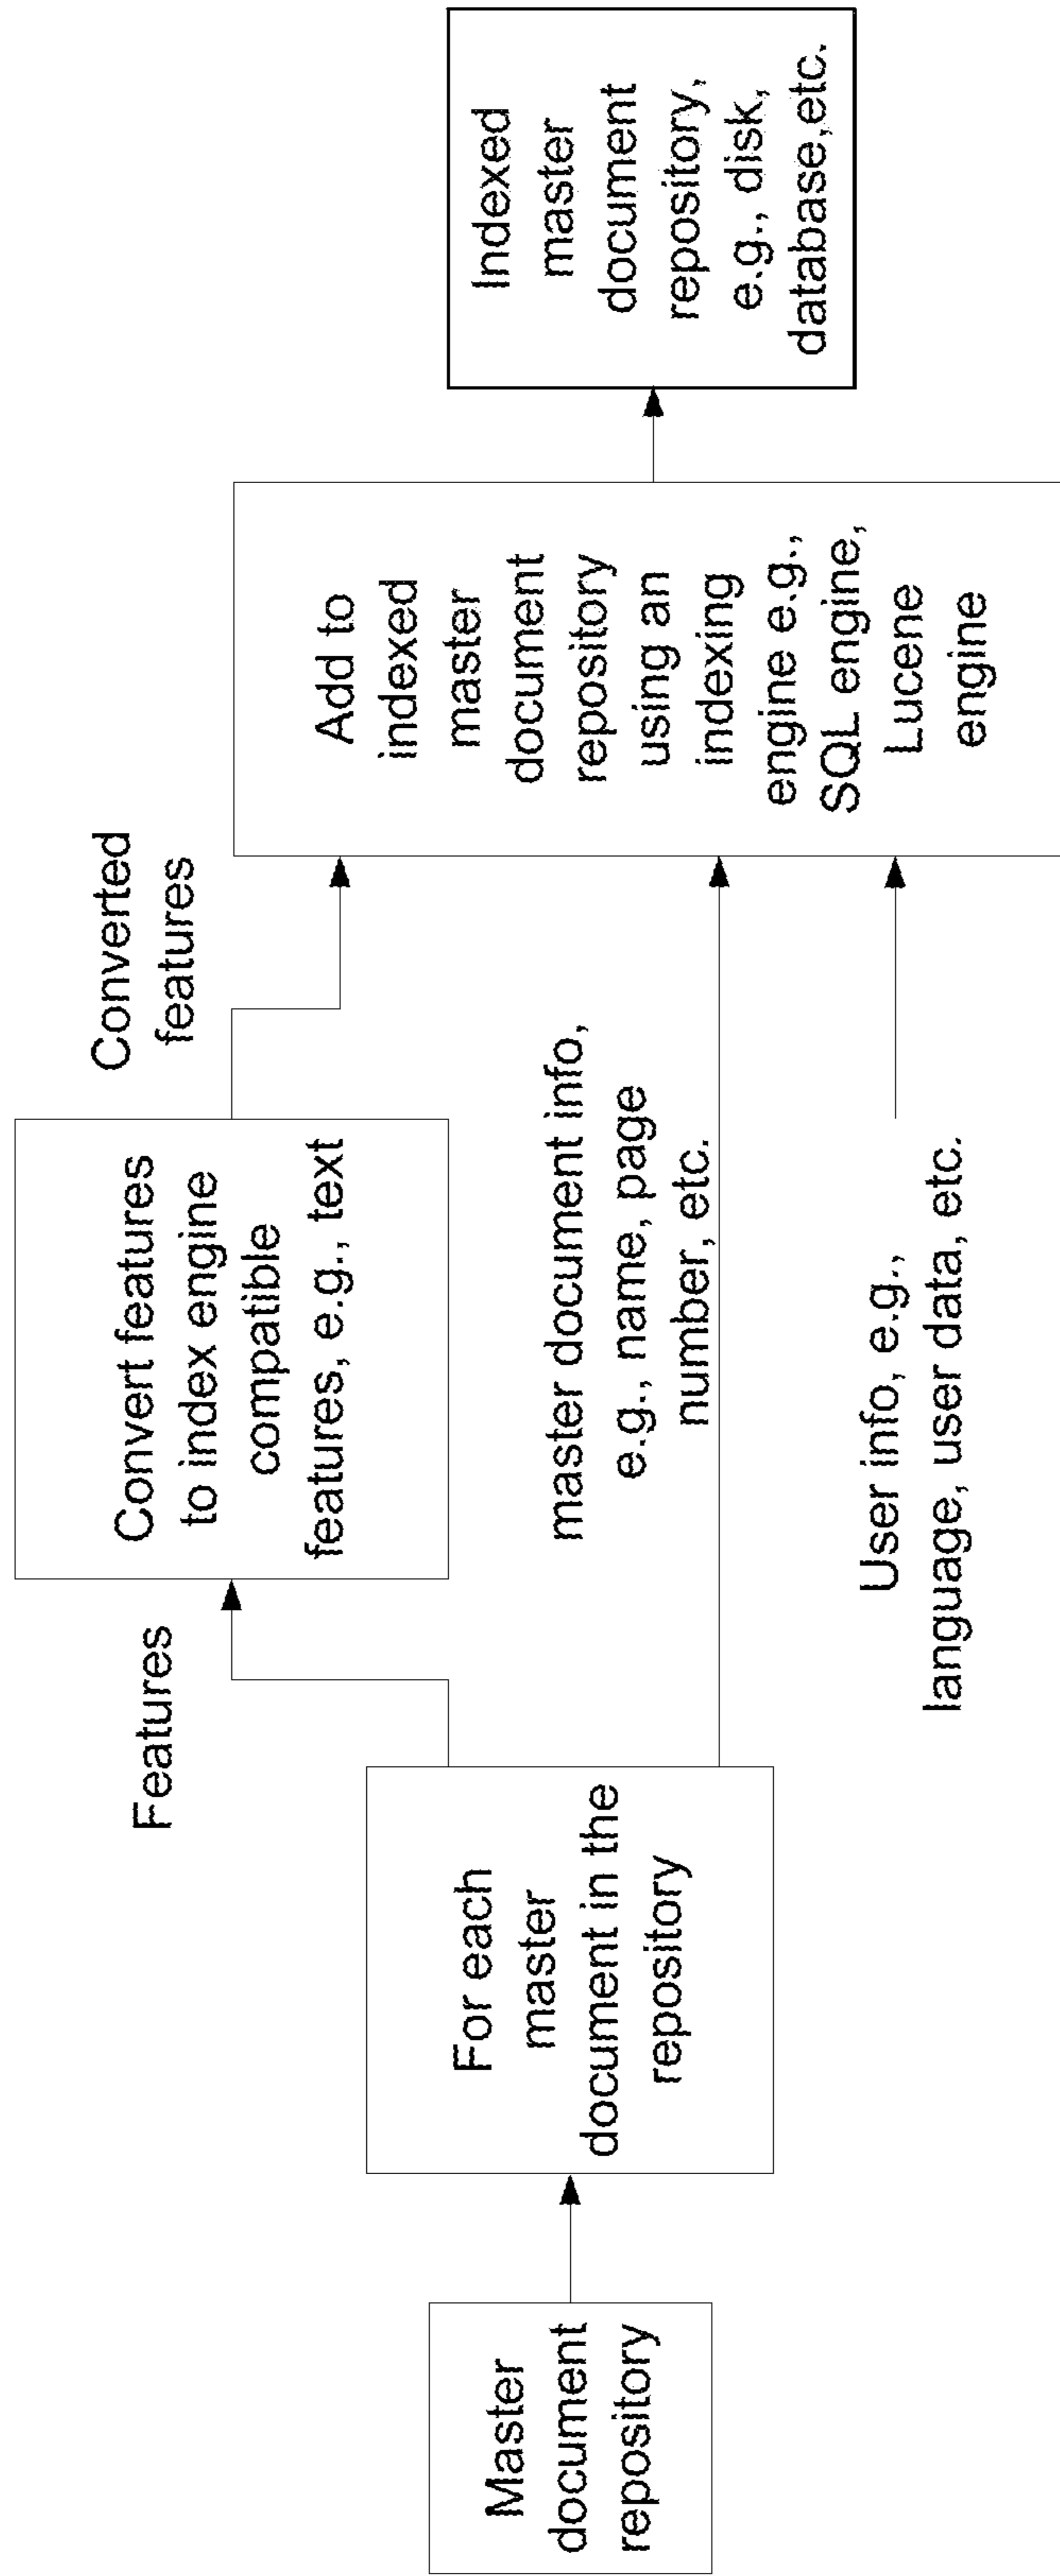 Master
document
repository
For each
master
document in the
repository
Features
Convert features
to index engine
compatible
features, e.g., text
Converted
features
master document info,
e.g., name, page
number, etc.
User info, e.g.,
language, user data, etc.
Add to
indexed
master
document
repository
using an
indexing
engine e.g.,
SQL engine,
Lucene
engine
Indexed
master
document
repository,
e.g., disk,
database,etc.